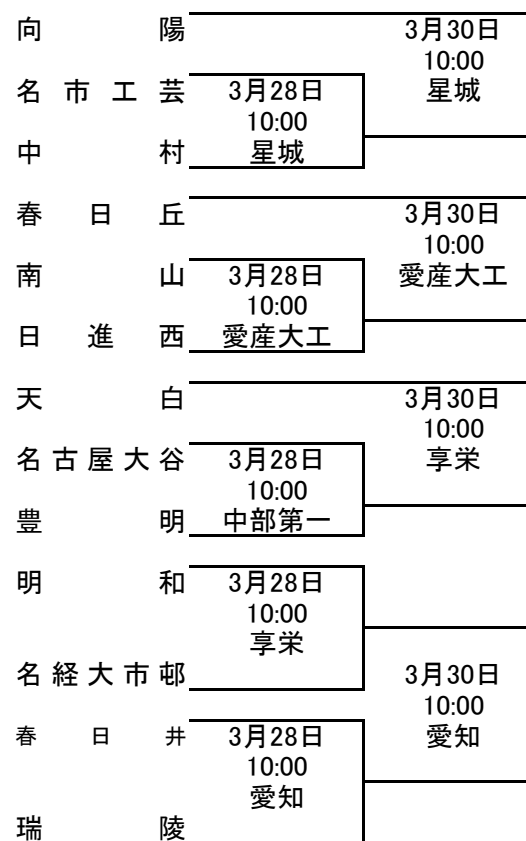 向陽 3月30日
10:00
名市工芸 3月28日 星城
10:00
中村 星城
春日丘 3月30日
10:00
南山 3月28日 愛産大工
10:00
日進西 愛産大工
天白 3月30日
10:00
名古屋大谷 3月28日 享栄
10:00
豊明 中部第一
明和 3月28日
10:00
享栄
名経大市邨 3月30日
10:00
春日井 3月28日 愛知
10:00
愛知
瑞陵